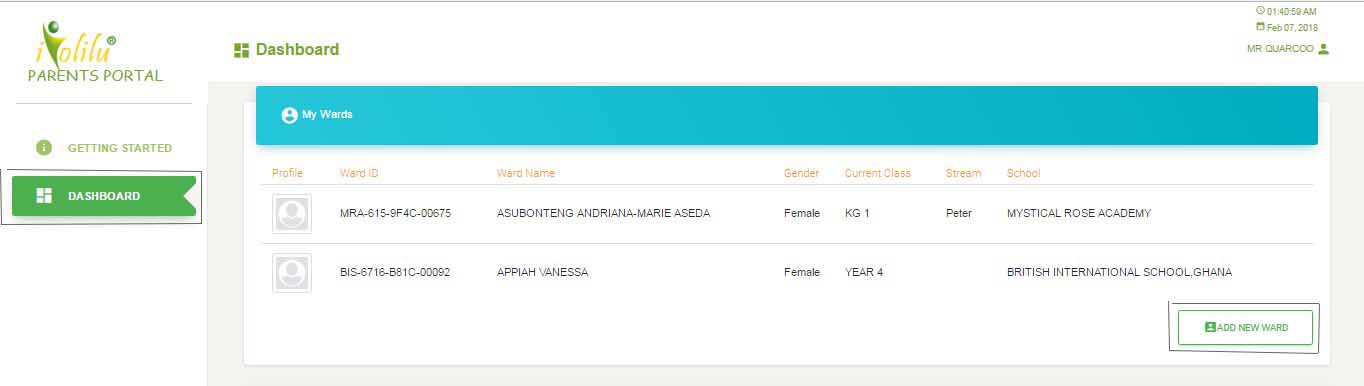 iYolilu®
PARENTS PORTAL
GETTING STARTED
DASHBOARD
Dashboard
01:40:59 AM
Feb 07, 2018
MR QUARCOO
My Wards
Profile Ward ID Ward Name Gender Current Class Stream School
MRA-615-9F4C-00675 ASUBONTENG ANDRIANA-MARIE ASEDA Female KG 1 Peter MYSTICAL ROSE ACADEMY
BIS-6716-B81C-00092 APPIAH VANESSA Female YEAR 4 BRITISH INTERNATIONAL SCHOOL,GHANA
ADD NEW WARD